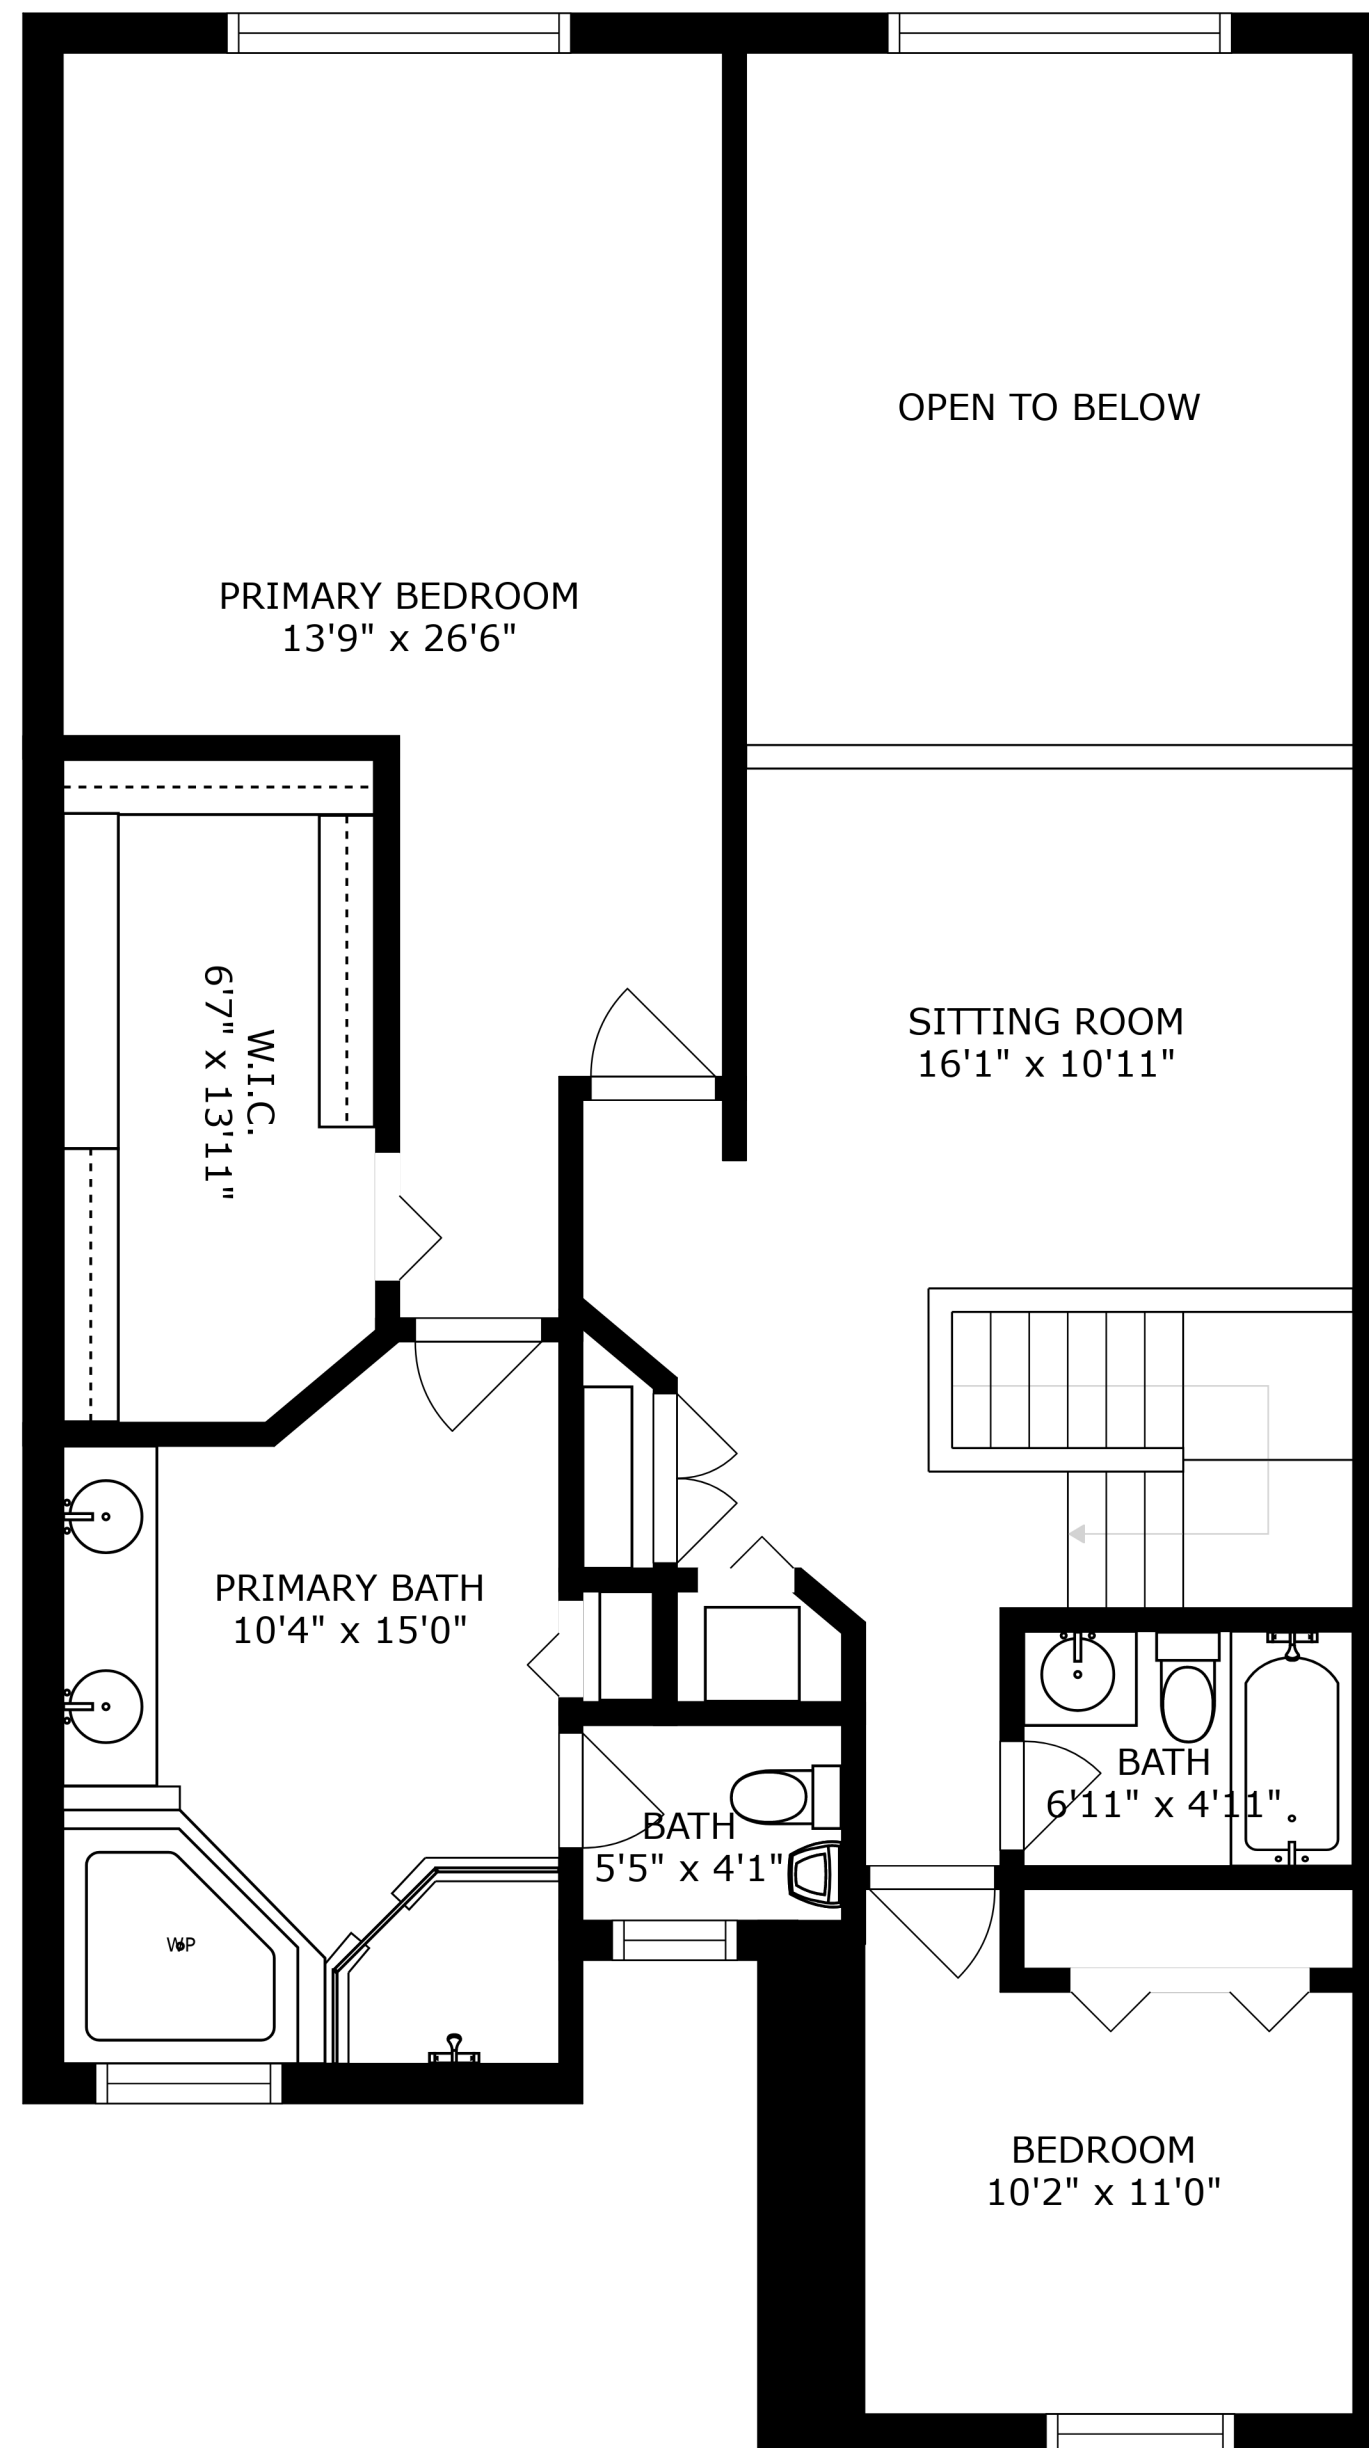 OPEN TO BELOW
PRIMARY BEDROOM
13'9" x 26'6"
SITTING ROOM
16'1" x 10'11"
W.I.C.
6'7" x 13'11"
PRIMARY BATH
10'4" x 15'0"
BATH
6'11" x 4'11"
BATH
5'5" x 4'1"
WP
BEDROOM
10'2" x 11'0"